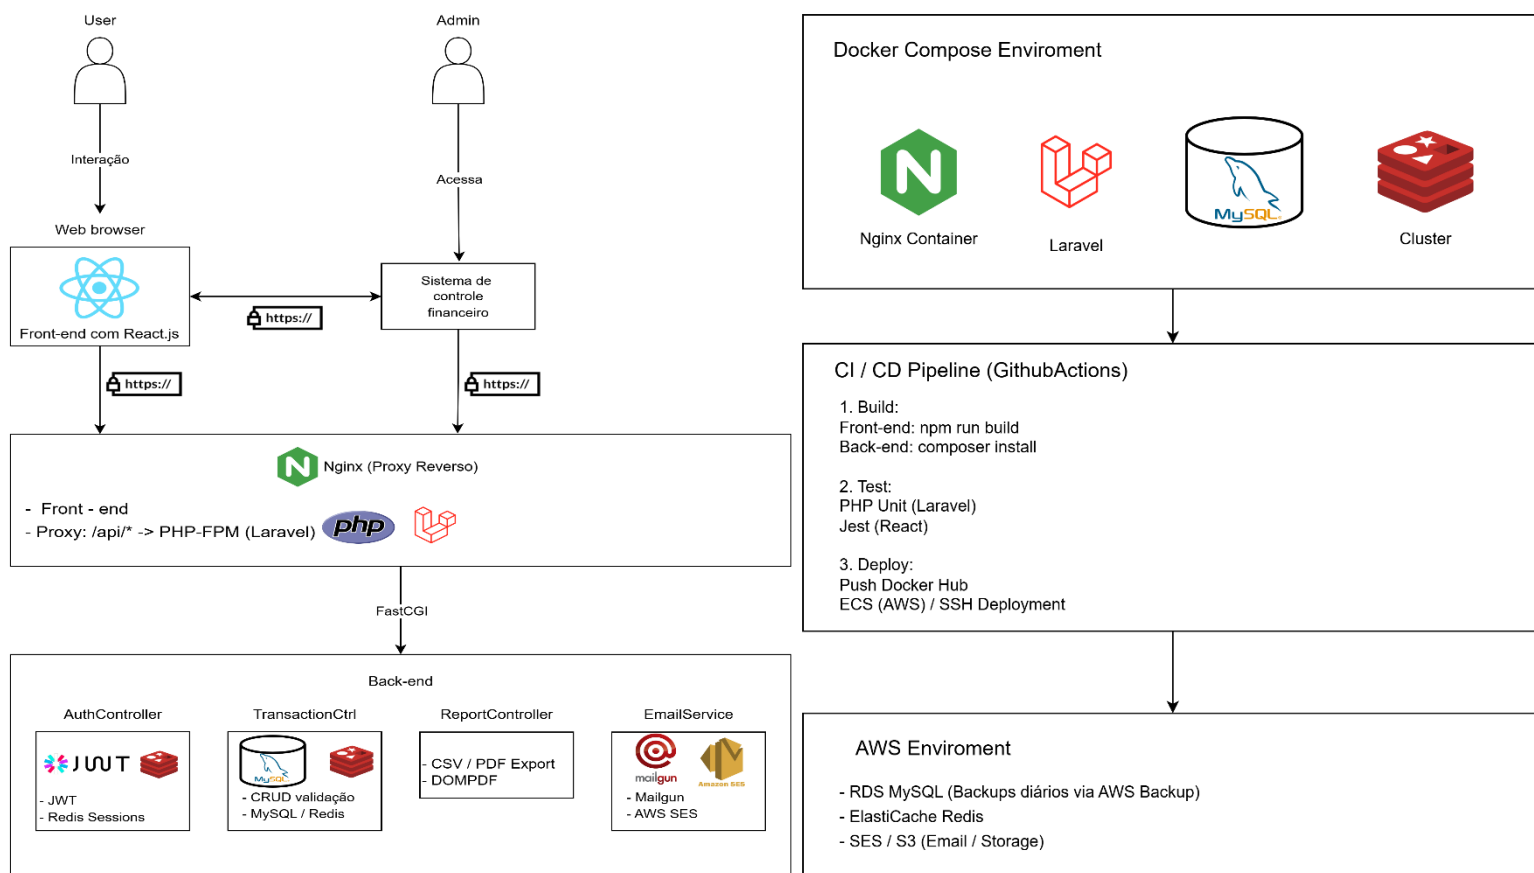 User
Admin
Interação
Acessa
Web browser
Front-end com React.js
Sistema de
controle
financeiro
https://
https://
https://
Nginx (Proxy Reverso)
- Front - end
- Proxy: /api/* -> PHP-FPM (Laravel)
php
FastCGI
Back-end
AuthController
JWT
- JWT
- Redis Sessions
TransactionCtrl
MySQL
- CRUD validação
- MySQL / Redis
ReportController
- CSV / PDF Export
- DOMPDF
EmailService
mailgun
Amazon SES
- Mailgun
- AWS SES
Docker Compose Enviroment
Nginx Container
Laravel
MySQL
Cluster
CI / CD Pipeline (GithubActions)
1. Build:
Front-end: npm run build
Back-end: composer install
2. Test:
PHP Unit (Laravel)
Jest (React)
3. Deploy:
Push Docker Hub
ECS (AWS) / SSH Deployment
AWS Enviroment
- RDS MySQL (Backups diários via AWS Backup)
- ElastiCache Redis
- SES / S3 (Email / Storage)